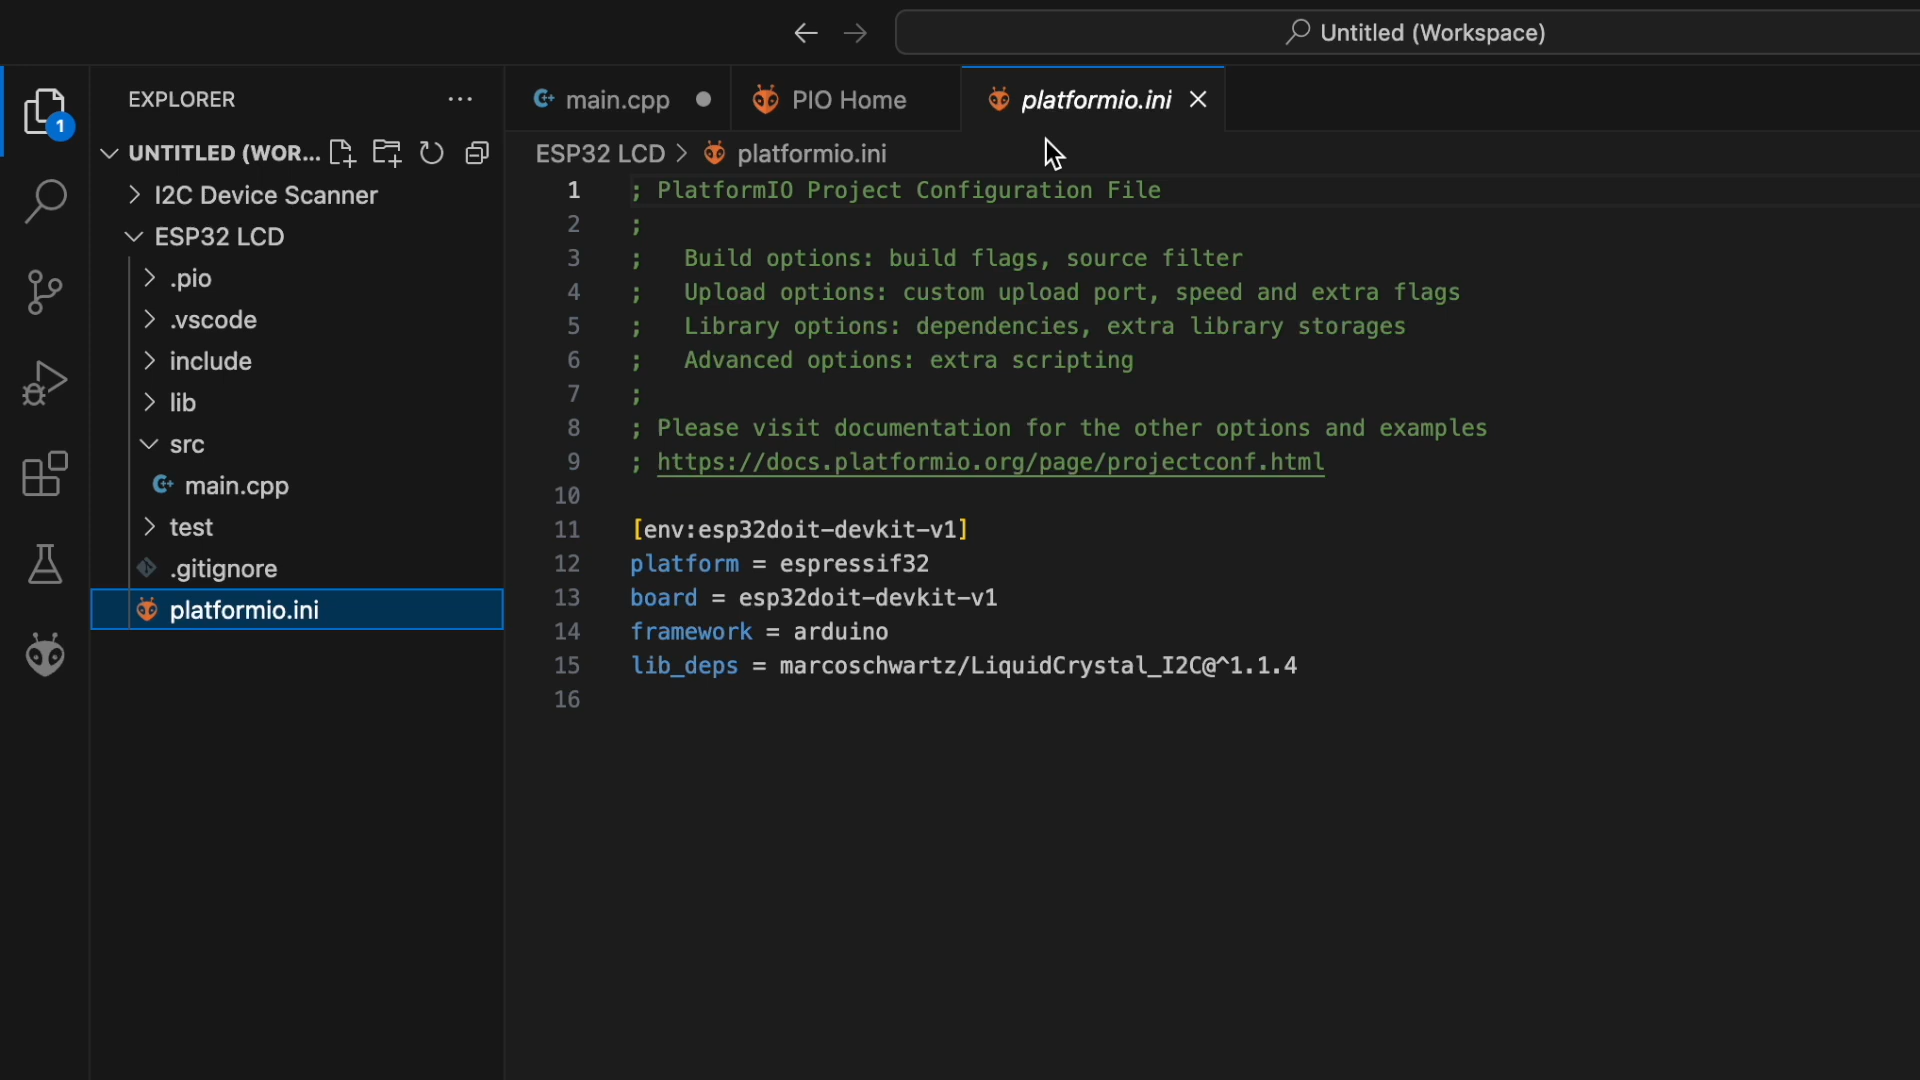 Untitled (Workspace)
EXPLORER
1
UNTITLED (WOR...
I2C Device Scanner
ESP32 LCD
.pio
.vscode
include
lib
src
main.cpp
test
.gitignore
platformio.ini
main.cpp
PIO Home
platformio.ini
ESP32 LCD > platformio.ini
1 ; PlatformIO Project Configuration File
2 ;
3 ;   Build options: build flags, source filter
4 ;   Upload options: custom upload port, speed and extra flags
5 ;   Library options: dependencies, extra library storages
6 ;   Advanced options: extra scripting
7 ;
8 ; Please visit documentation for the other options and examples
9 ; https://docs.platformio.org/page/projectconf.html
10
11 [env:esp32doit-devkit-v1]
12 platform = espressif32
13 board = esp32doit-devkit-v1
14 framework = arduino
15 lib_deps = marcoschwartz/LiquidCrystal_I2C@^1.1.4
16